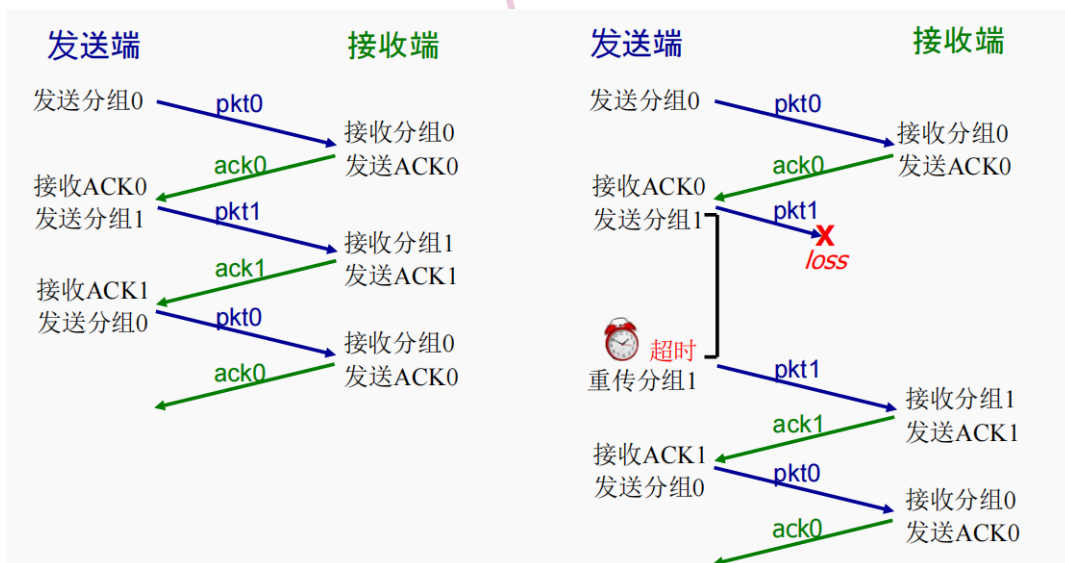 发送端
接收端
发送分组0
pkt0
接收分组0
发送ACK0
ack0
接收ACK0
发送分组1
pkt1
接收分组1
发送ACK1
ack1
接收ACK1
发送分组0
pkt0
接收分组0
发送ACK0
ack0
发送端
接收端
发送分组0
pkt0
接收分组0
发送ACK0
ack0
接收ACK0
发送分组1
pkt1
X
loss
超时
重传分组1
pkt1
接收分组1
发送ACK1
ack1
接收ACK1
发送分组0
pkt0
接收分组0
发送ACK0
ack0